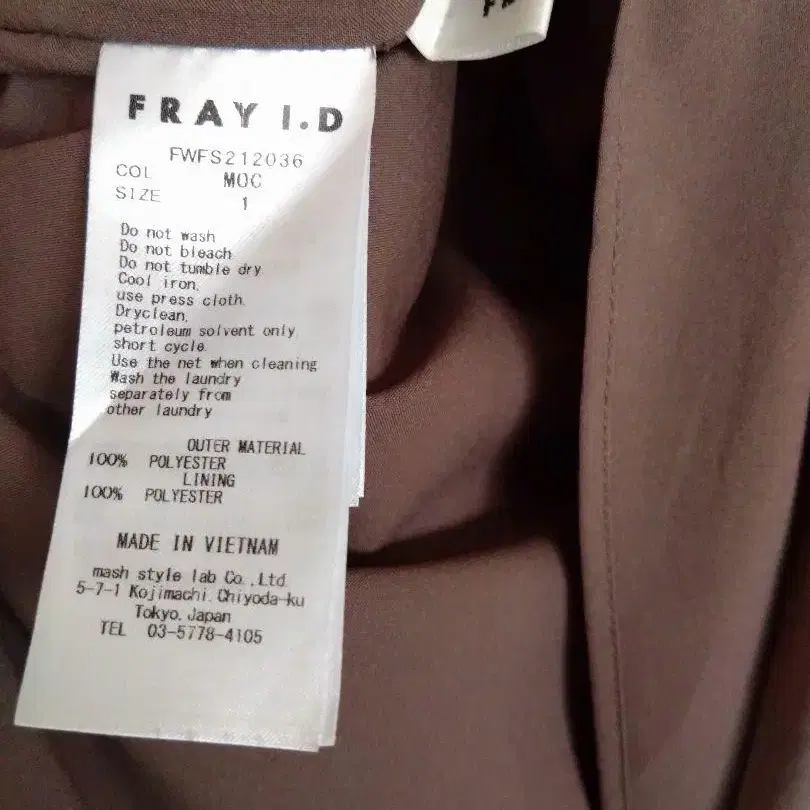 FRAY I.D
FWFS212036
COL MOC
SIZE 1
Do not wash
Do not bleach
Do not tumble dry
Cool iron,
use press cloth.
Dryclean,
petroleum solvent only,
short cycle.
Use the net when cleaning
Wash the laundry
separately from
other laundry
OUTER MATERIAL
100% POLYESTER
LINING
100% POLYESTER
MADE IN VIETNAM
mash style lab Co.,Ltd.
5-7-1 Kojimachi, Chiyoda-ku
Tokyo, Japan
TEL 03-5778-4105